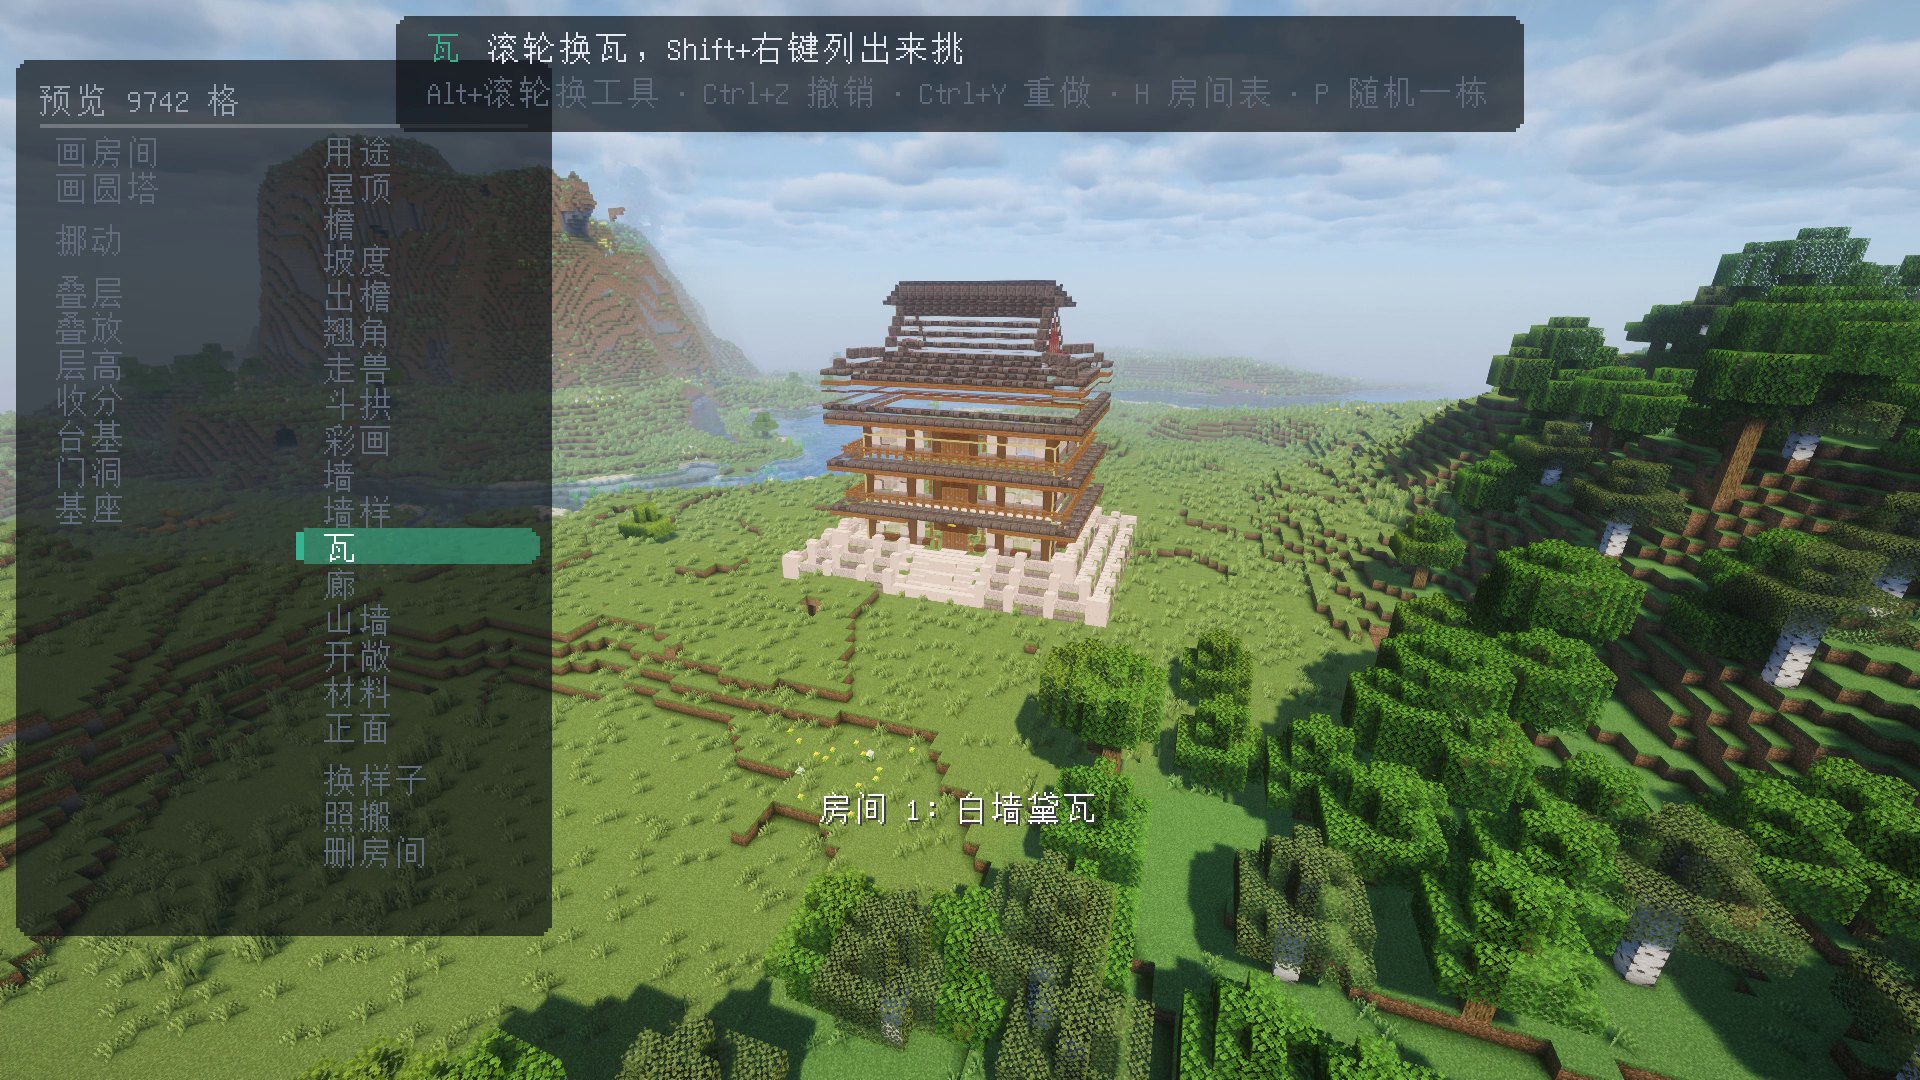 瓦 滚轮换瓦，Shift+右键列出来挑
Alt+滚轮换工具 · Ctrl+Z 撤销 · Ctrl+Y 重做 · H 房间表 · P 随机一栋
预览 9742 格
画房间
画圆塔
挪动
叠层
叠放
层高
收分
台基
门洞
基座
用途
屋顶
檐
坡度
出檐
翘角
走兽
斗拱
彩画
墙
墙样
瓦
廊
山墙
开敞
材料
正面
换样子
照搬
删房间
房间 1: 白墙黛瓦